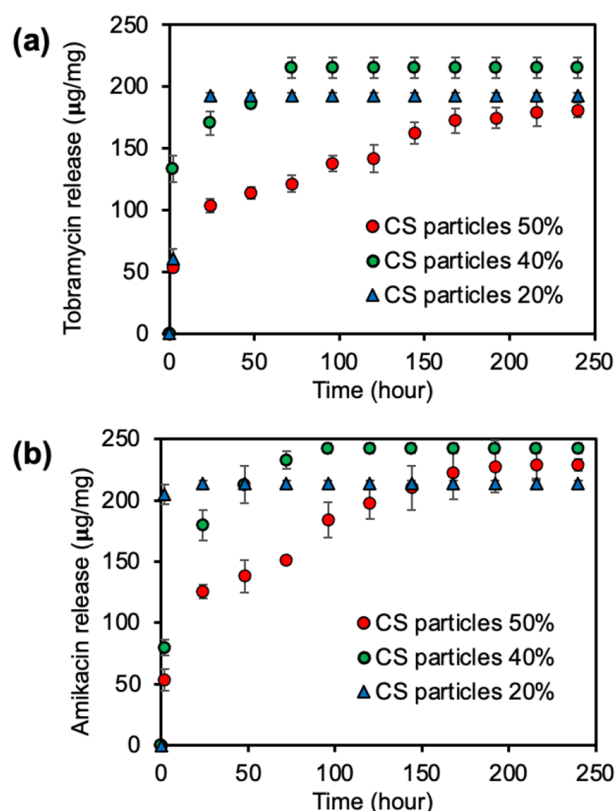 (a)
Tobramycin release (µg/mg)
250
200
150
100
50
0
CS particles 50%
CS particles 40%
CS particles 20%
0 50 100 150 200 250
Time (hour)
(b)
Amikacin release (µg/mg)
250
200
150
100
50
0
CS particles 50%
CS particles 40%
CS particles 20%
0 50 100 150 200 250
Time (hour)